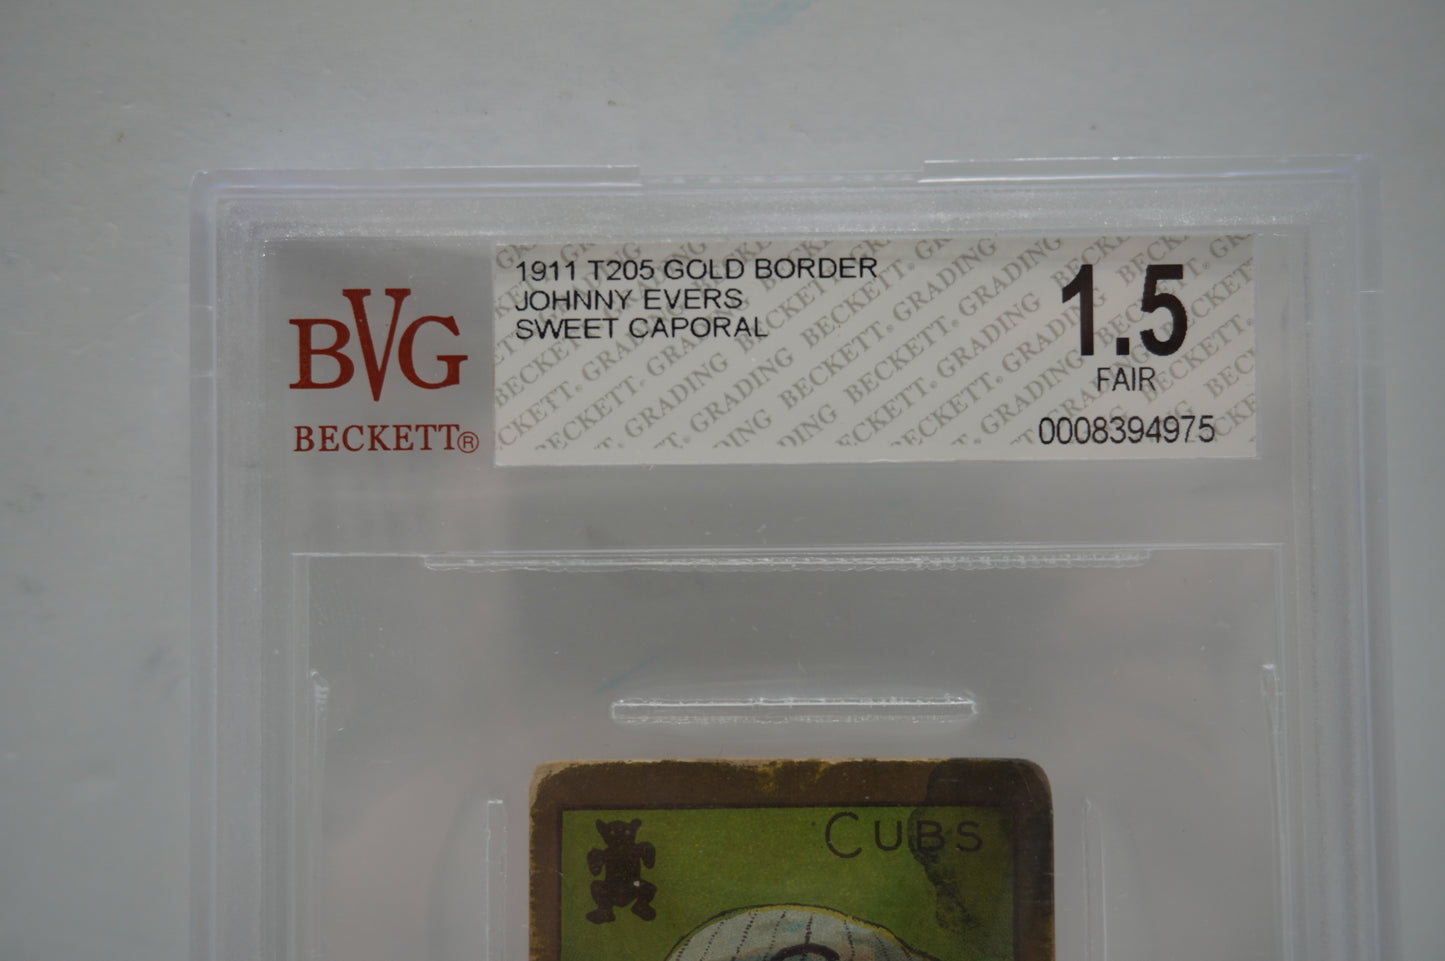 1911 T205 GOLD BORDER
JOHNNY EVERS
SWEET CAPORAL
1.5
FAIR
0008394975
BVG
BECKETT®
CUBS